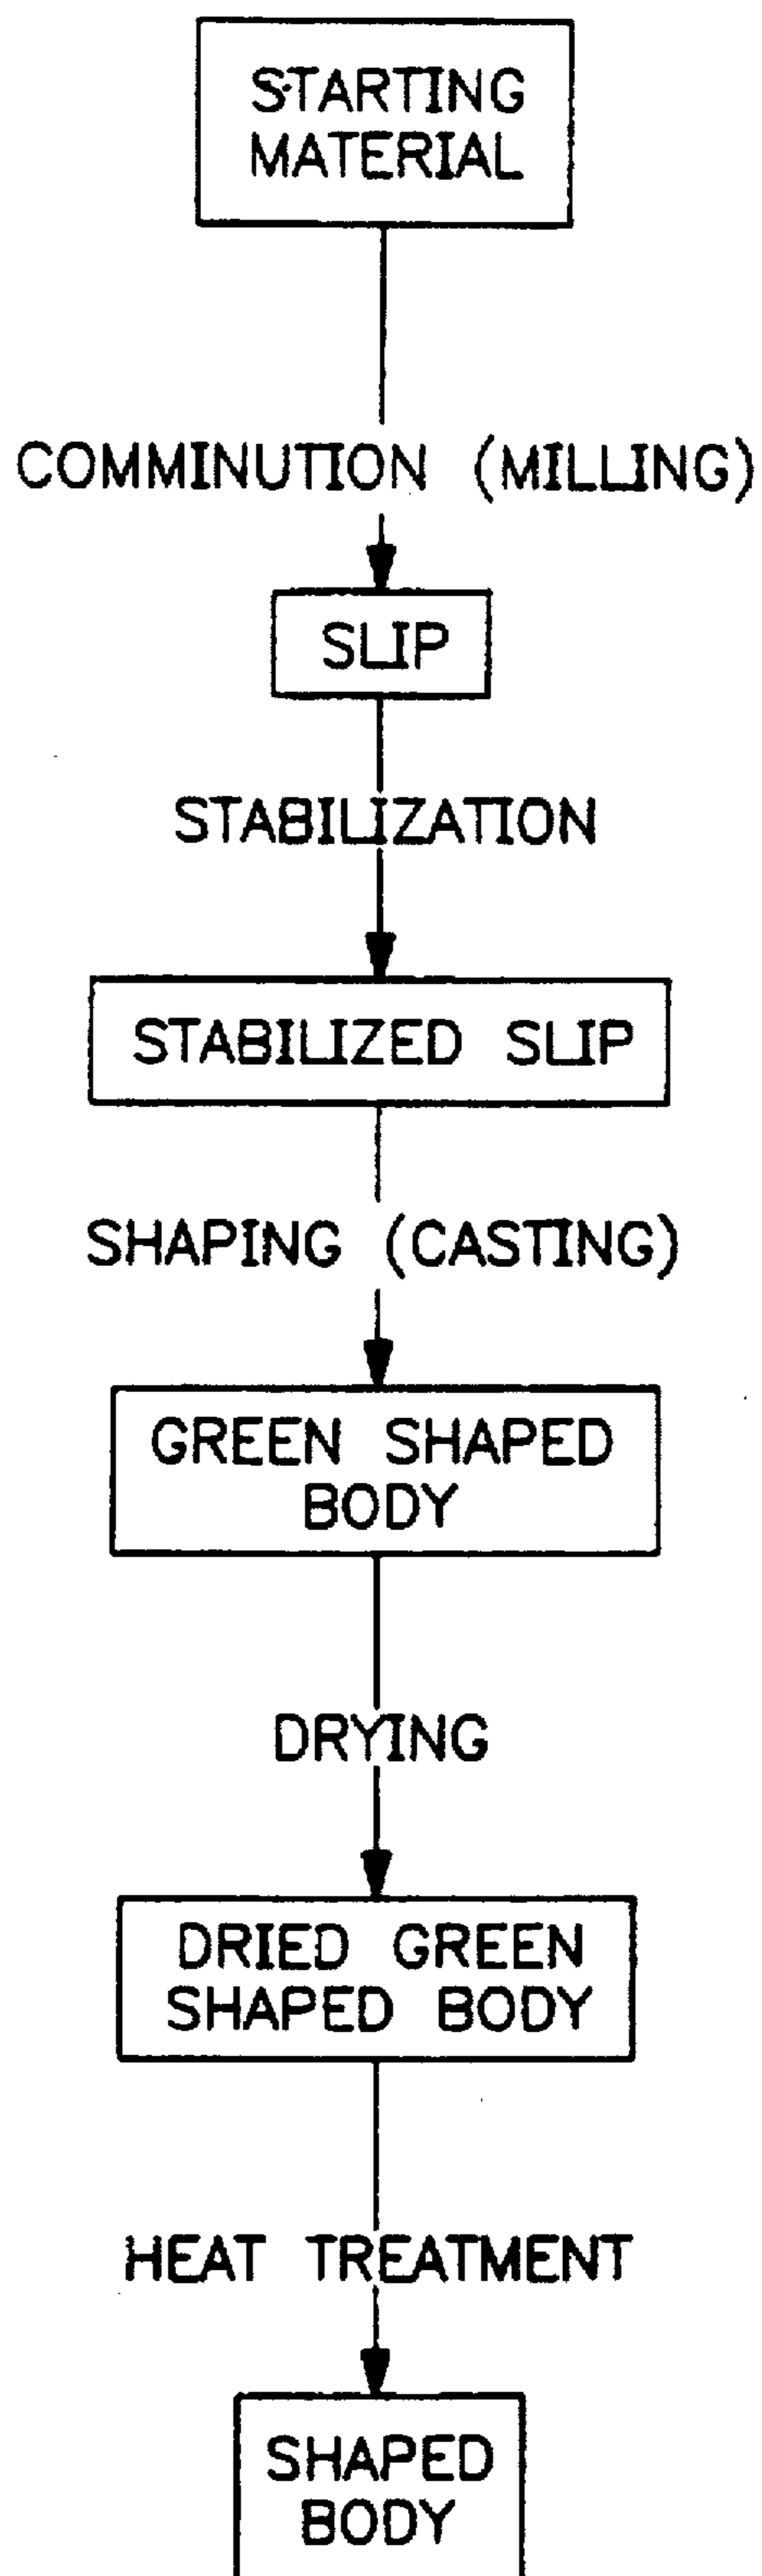 STARTING
MATERIAL
COMMINUTION (MILLING)
SLIP
STABILIZATION
STABILIZED SLIP
SHAPING (CASTING)
GREEN SHAPED
BODY
DRYING
DRIED GREEN
SHAPED BODY
HEAT TREATMENT
SHAPED
BODY